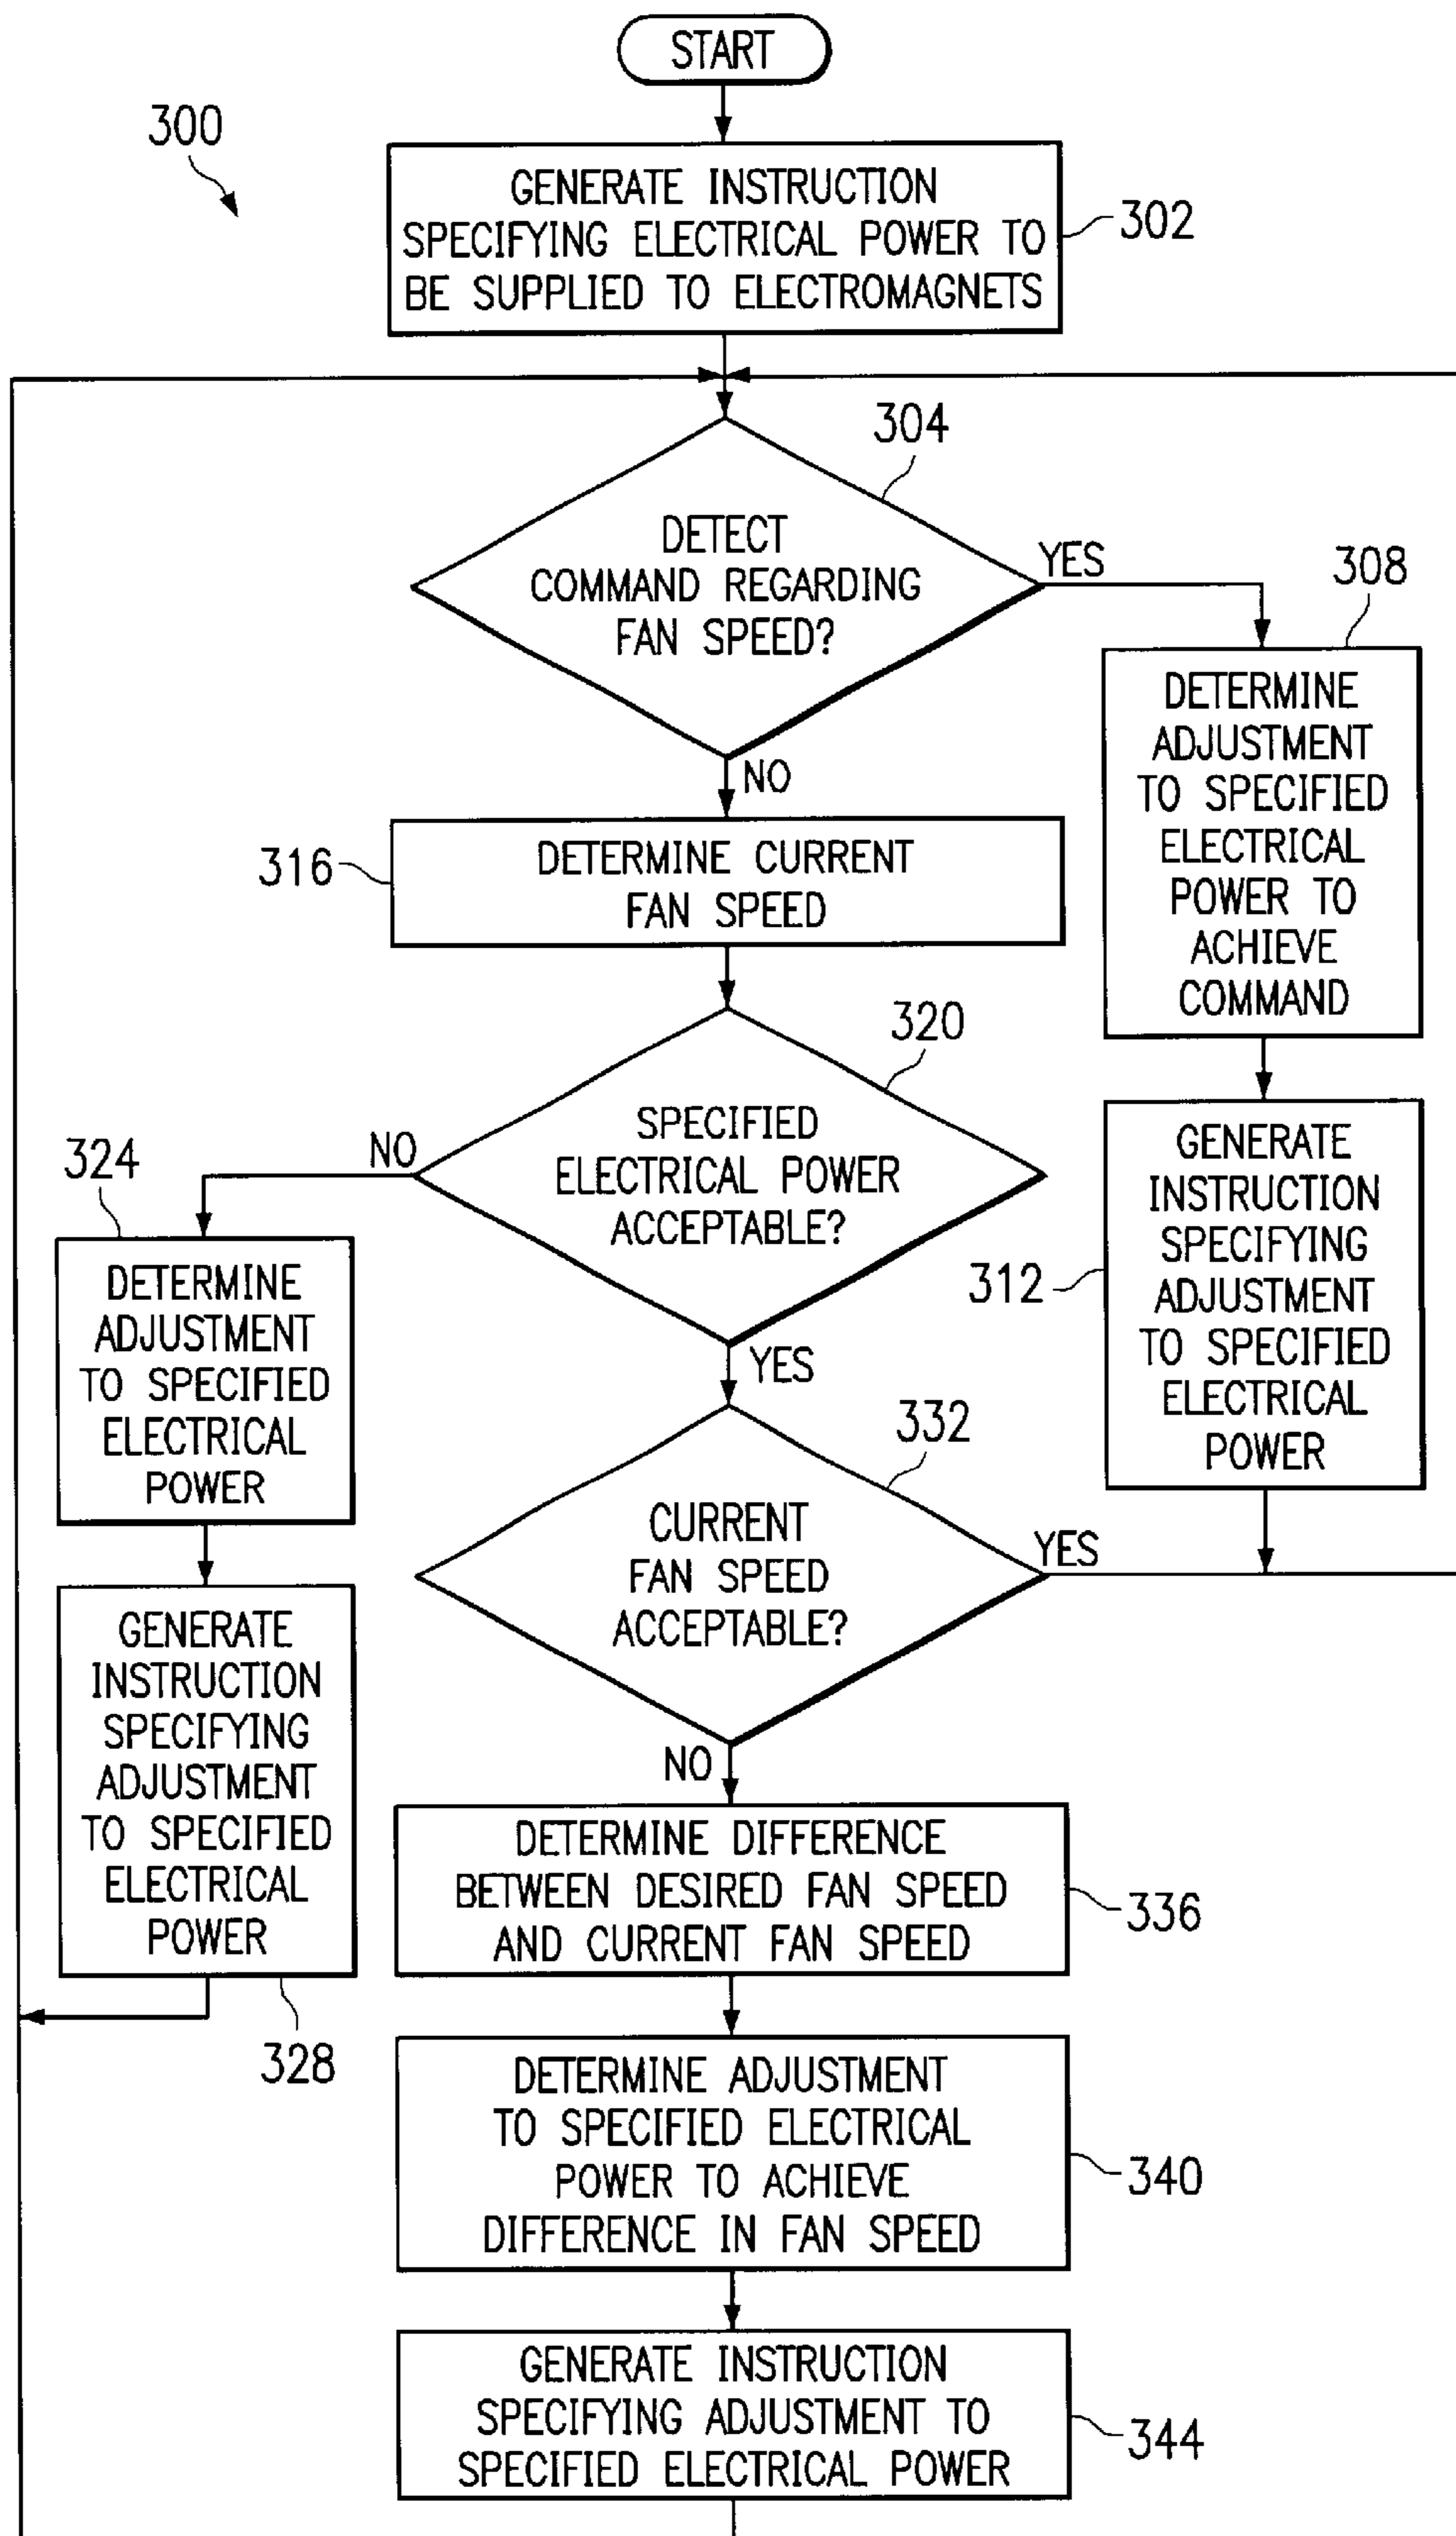 START
300
GENERATE INSTRUCTION
SPECIFYING ELECTRICAL POWER TO
BE SUPPLIED TO ELECTROMAGNETS
302
304
DETECT
COMMAND REGARDING
FAN SPEED?
YES
NO
308
DETERMINE
ADJUSTMENT
TO SPECIFIED
ELECTRICAL
POWER TO
ACHIEVE
COMMAND
316
DETERMINE CURRENT
FAN SPEED
320
SPECIFIED
ELECTRICAL POWER
ACCEPTABLE?
NO
YES
312
GENERATE
INSTRUCTION
SPECIFYING
ADJUSTMENT
TO SPECIFIED
ELECTRICAL
POWER
324
DETERMINE
ADJUSTMENT
TO SPECIFIED
ELECTRICAL
POWER
332
CURRENT
FAN SPEED
ACCEPTABLE?
YES
NO
GENERATE
INSTRUCTION
SPECIFYING
ADJUSTMENT
TO SPECIFIED
ELECTRICAL
POWER
328
DETERMINE DIFFERENCE
BETWEEN DESIRED FAN SPEED
AND CURRENT FAN SPEED
336
DETERMINE ADJUSTMENT
TO SPECIFIED ELECTRICAL
POWER TO ACHIEVE
DIFFERENCE IN FAN SPEED
340
GENERATE INSTRUCTION
SPECIFYING ADJUSTMENT TO
SPECIFIED ELECTRICAL POWER
344